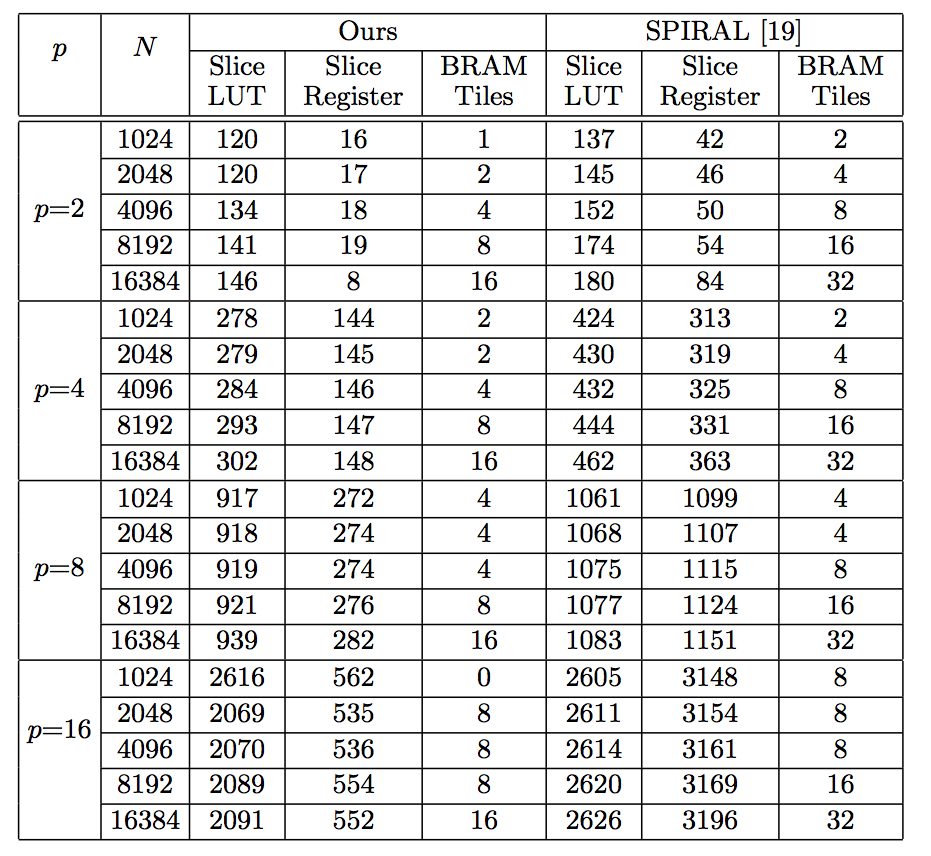 p N Ours SPIRAL [19]
Slice LUT Slice Register BRAM Tiles Slice LUT Slice Register BRAM Tiles
p=2 1024 120 16 1 137 42 2
2048 120 17 2 145 46 4
4096 134 18 4 152 50 8
8192 141 19 8 174 54 16
16384 146 8 16 180 84 32
p=4 1024 278 144 2 424 313 2
2048 279 145 2 430 319 4
4096 284 146 4 432 325 8
8192 293 147 8 444 331 16
16384 302 148 16 462 363 32
p=8 1024 917 272 4 1061 1099 4
2048 918 274 4 1068 1107 4
4096 919 274 4 1075 1115 8
8192 921 276 8 1077 1124 16
16384 939 282 16 1083 1151 32
p=16 1024 2616 562 0 2605 3148 8
2048 2069 535 8 2611 3154 8
4096 2070 536 8 2614 3161 8
8192 2089 554 8 2620 3169 16
16384 2091 552 16 2626 3196 32